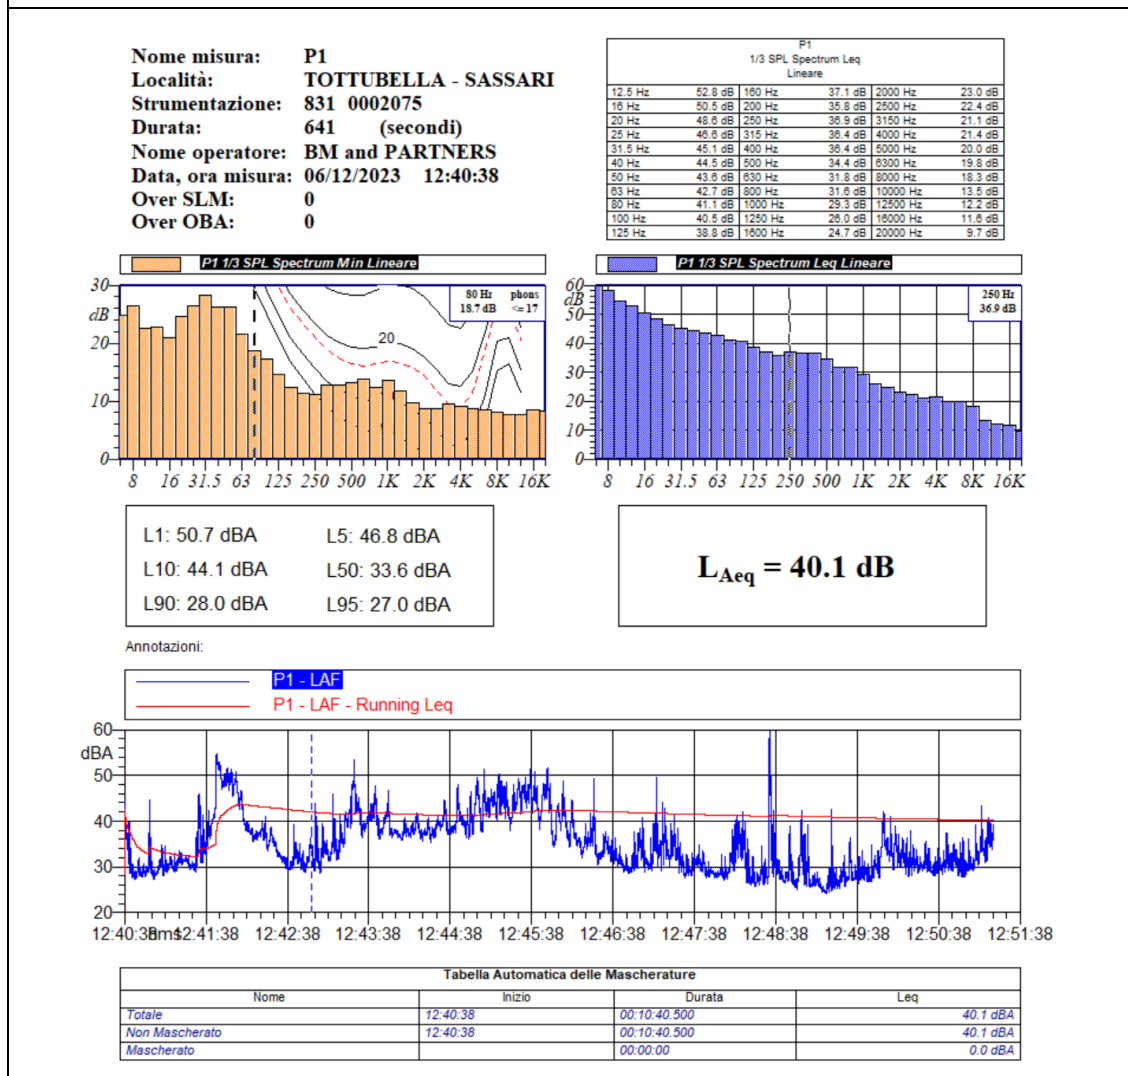 Nome misura: P1
Località: TOTTUBELLA - SASSARI
Strumentazione: 831 0002075
Durata: 641 (secondi)
Nome operatore: BM and PARTNERS
Data, ora misura: 06/12/2023 12:40:38
Over SLM: 0
Over OBA: 0
P1
1/3 SPL Spectrum Leq
Lineare
12.5 Hz 52.8 dB 160 Hz 37.1 dB 2000 Hz 23.0 dB
16 Hz 50.5 dB 200 Hz 35.8 dB 2500 Hz 22.4 dB
20 Hz 48.6 dB 250 Hz 36.9 dB 3150 Hz 21.1 dB
25 Hz 46.6 dB 315 Hz 36.4 dB 4000 Hz 21.4 dB
31.5 Hz 45.1 dB 400 Hz 36.4 dB 5000 Hz 20.0 dB
40 Hz 44.5 dB 500 Hz 34.4 dB 6300 Hz 19.8 dB
50 Hz 43.6 dB 630 Hz 31.8 dB 8000 Hz 18.3 dB
63 Hz 42.7 dB 800 Hz 31.6 dB 10000 Hz 13.5 dB
80 Hz 41.1 dB 1000 Hz 29.3 dB 12500 Hz 12.2 dB
100 Hz 40.5 dB 1250 Hz 26.0 dB 16000 Hz 11.6 dB
125 Hz 38.8 dB 1600 Hz 24.7 dB 20000 Hz 9.7 dB
P1 1/3 SPL Spectrum Min Lineare
30
dB
20
10
0
80 Hz phons
18.7 dB <= 17
20
8 16 31.5 63 125 250 500 1K 2K 4K 8K 16K
P1 1/3 SPL Spectrum Leq Lineare
60
dB
50
40
30
20
10
0
250 Hz
36.9 dB
8 16 31.5 63 125 250 500 1K 2K 4K 8K 16K
L1: 50.7 dBA L5: 46.8 dBA
L10: 44.1 dBA L50: 33.6 dBA
L90: 28.0 dBA L95: 27.0 dBA
LAeq = 40.1 dB
Annotazioni:
P1 - LAF
P1 - LAF - Running Leq
60
dBA
50
40
30
20
12:40:38 hms 12:41:38 12:42:38 12:43:38 12:44:38 12:45:38 12:46:38 12:47:38 12:48:38 12:49:38 12:50:38 12:51:38
Tabella Automatica delle Mascherature
Nome Inizio Durata Leq
Totale 12:40:38 00:10:40.500 40.1 dBA
Non Mascherato 12:40:38 00:10:40.500 40.1 dBA
Mascherato 00:00:00 0.0 dBA